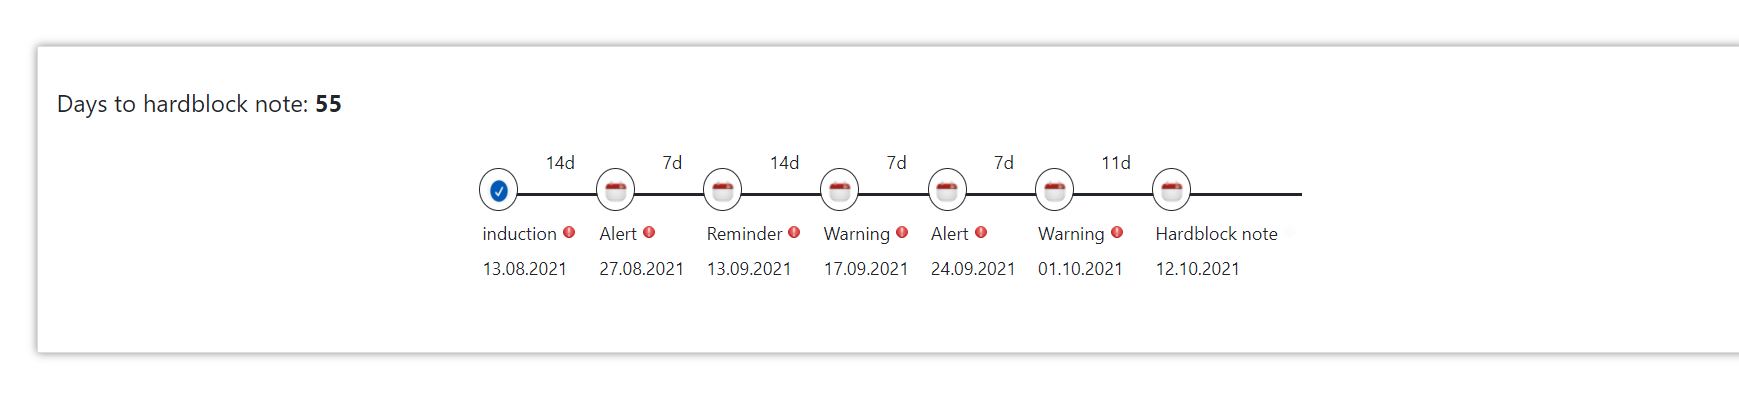 Days to hardblock note: 55
14d 7d 14d 7d 7d 11d
induction Alert Reminder Warning Alert Warning Hardblock note
13.08.2021 27.08.2021 13.09.2021 17.09.2021 24.09.2021 01.10.2021 12.10.2021